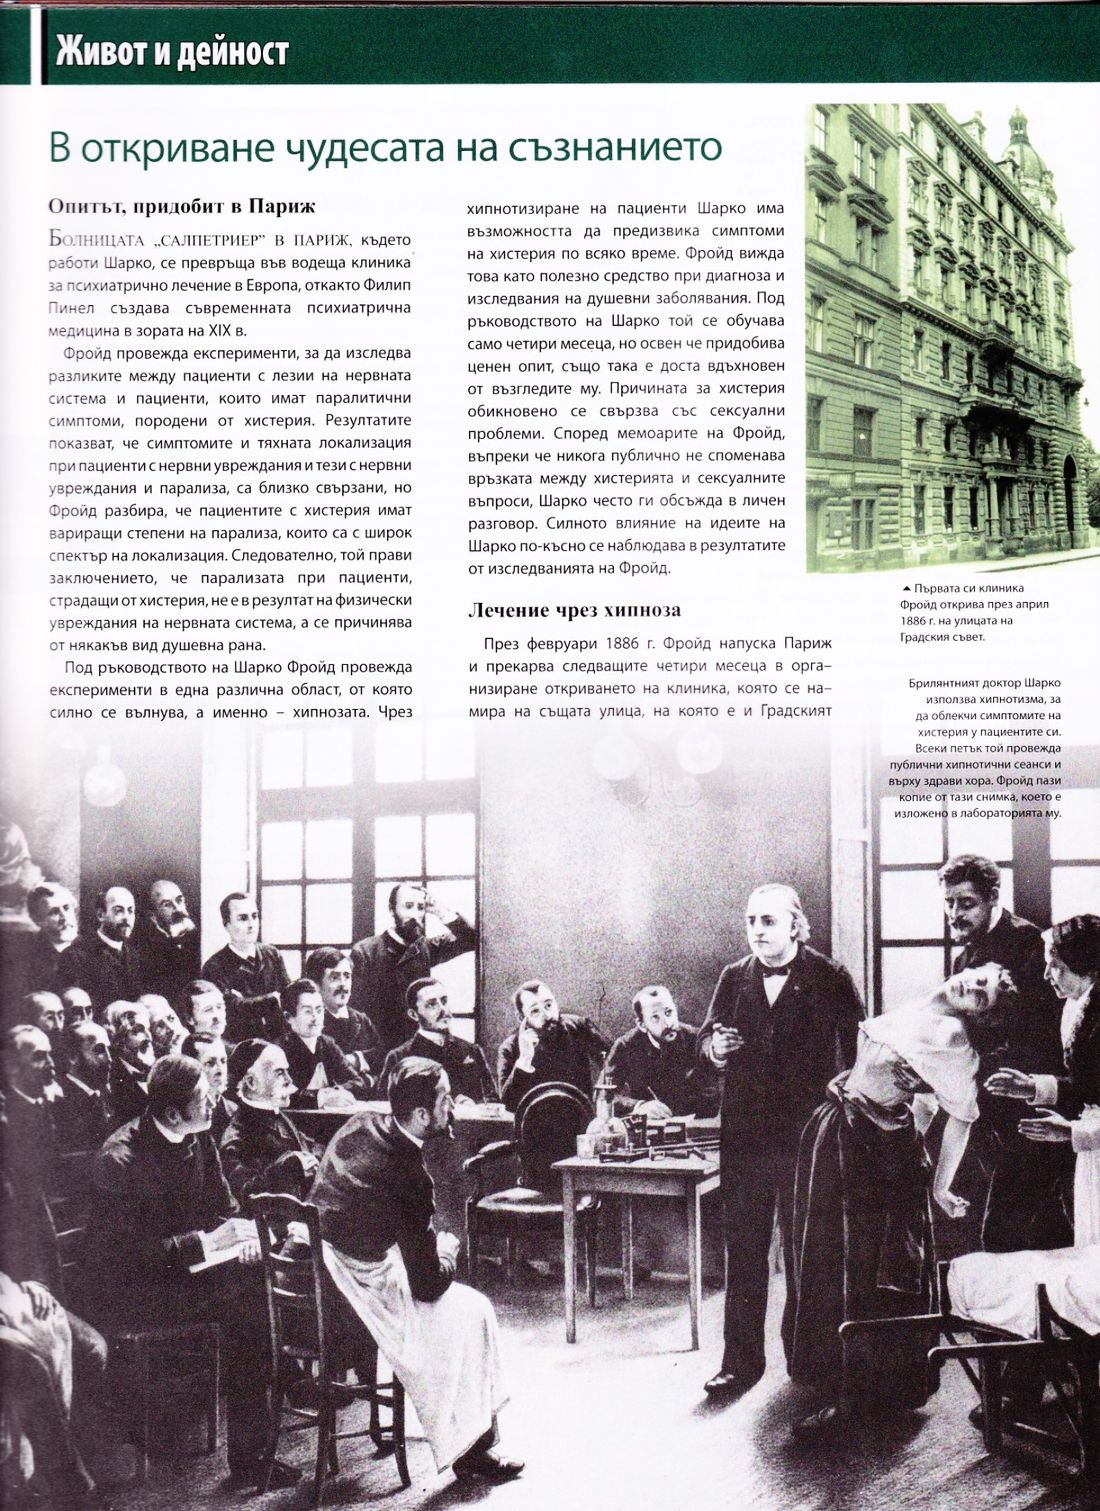 Живот и дейност
В откриване чудесата на съзнанието
Опитът, придобит в Париж
БОЛНИЦАТА „САЛПЕТРИЕР” В ПАРИЖ, където
работи Шарко, се превръща във водеща клиника
за психиатрично лечение в Европа, откакто Филип
Пинел създава съвременната психиатрична
медицина в зората на XIX в.
Фройд провежда експерименти, за да изследва
разликите между пациенти с лезии на нервната
система и пациенти, които имат паралитични
симптоми, породени от хистерия. Резултатите
показват, че симптомите и тяхната локализация
при пациенти с нервни увреждания и тези с нервни
увреждания и парализа, са близко свързани, но
Фройд разбира, че пациентите с хистерия имат
вариращи степени на парализа, които са с широк
спектър на локализация. Следователно, той прави
заключението, че парализата при пациенти,
страдащи от хистерия, не е в резултат на физически
увреждания на нервната система, а се причинява
от някакъв вид душевна рана.
Под ръководството на Шарко Фройд провежда
експерименти в една различна област, от която
силно се вълнува, а именно – хипнозата. Чрез
хипнотизиране на пациенти Шарко има
възможността да предизвика симптоми
на хистерия по всяко време. Фройд вижда
това като полезно средство при диагноза и
изследвания на душевни заболявания. Под
ръководството на Шарко той се обучава
само четири месеца, но освен че придобива
ценен опит, също така е доста вдъхновен
от възгледите му. Причината за хистерия
обикновено се свързва със сексуални
проблеми. Според мемоарите на Фройд,
въпреки че никога публично не споменава
връзката между хистерията и сексуалните
въпроси, Шарко често ги обсъжда в личен
разговор. Силното влияние на идеите на
Шарко по-късно се наблюдава в резултатите
от изследванията на Фройд.
Лечение чрез хипноза
През февруари 1886 г. Фройд напуска Париж
и прекарва следващите четири месеца в орга–
низиране откриването на клиника, която се на–
мира на същата улица, на която е и Градският
▲ Първата си клиника
Фройд открива през април
1886 г. на улицата на
Градския съвет.
Брилянтният доктор Шарко
използва хипнотизма, за
да облекчи симптомите на
хистерия у пациентите си.
Всеки петък той провежда
публични хипнотични сеанси и
върху здрави хора. Фройд пази
копие от тази снимка, което е
изложено в лабораторията му.